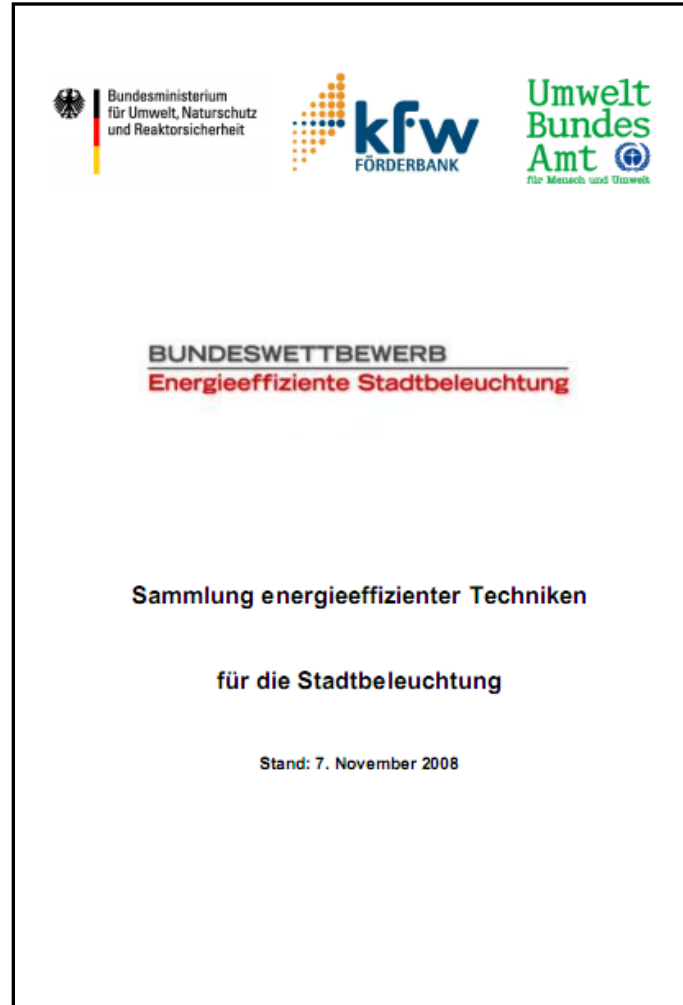 Bundesministerium
für Umwelt, Naturschutz
und Reaktorsicherheit
kfw
FÖRDERBANK
Umwelt
Bundes
Amt
für Mensch und Umwelt
BUNDESWETTBEWERB
Energieeffiziente Stadtbeleuchtung
Sammlung energieeffizienter Techniken
für die Stadtbeleuchtung
Stand: 7. November 2008